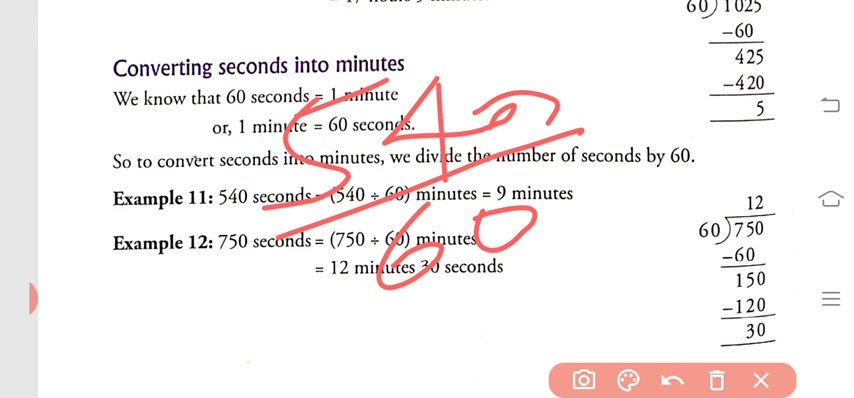 60)1025
−60
425
−420
5
Converting seconds into minutes
We know that 60 seconds = 1 minute
or, 1 minute = 60 seconds.
So to convert seconds into minutes, we divide the number of seconds by 60.
Example 11: 540 seconds = (540 ÷ 60) minutes = 9 minutes
Example 12: 750 seconds = (750 ÷ 60) minutes
= 12 minutes 30 seconds
540
60
12
60)750
−60
150
−120
30